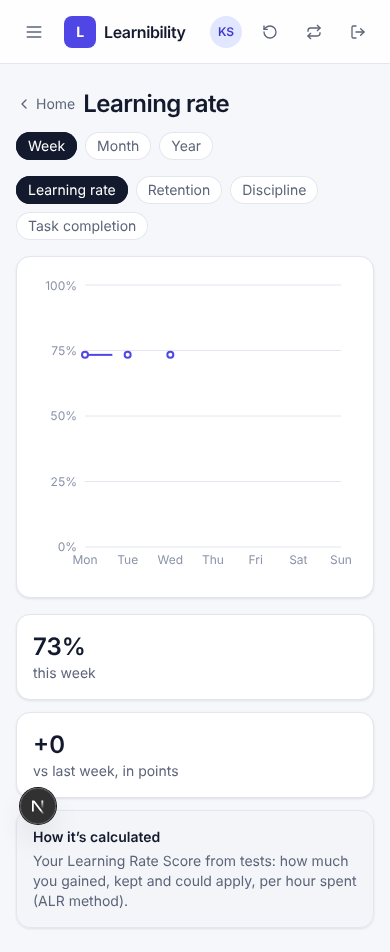 L Learnibility KS
Home Learning rate
Week Month Year
Learning rate Retention Discipline
Task completion
100%
75%
50%
25%
0%
Mon Tue Wed Thu Fri Sat Sun
73%
this week
+0
vs last week, in points
N
How it's calculated
Your Learning Rate Score from tests: how much
you gained, kept and could apply, per hour spent
(ALR method).